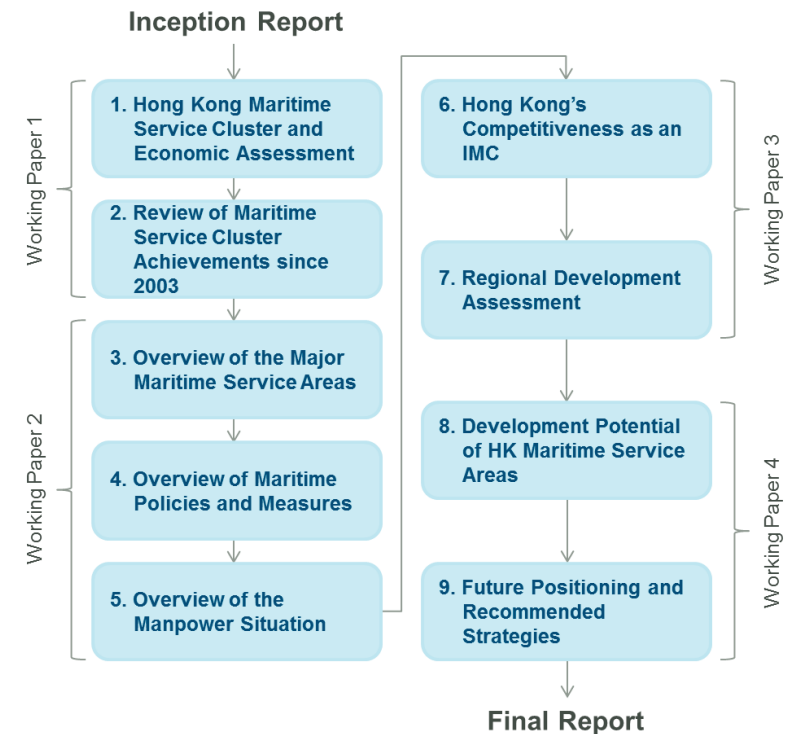 Inception Report
Working Paper 1
1. Hong Kong Maritime
Service Cluster and
Economic Assessment
2. Review of Maritime
Service Cluster
Achievements since
2003
Working Paper 2
3. Overview of the Major
Maritime Service Areas
4. Overview of Maritime
Policies and Measures
5. Overview of the
Manpower Situation
6. Hong Kong's
Competitiveness as an
IMC
7. Regional Development
Assessment
Working Paper 3
8. Development Potential
of HK Maritime Service
Areas
9. Future Positioning and
Recommended
Strategies
Working Paper 4
Final Report